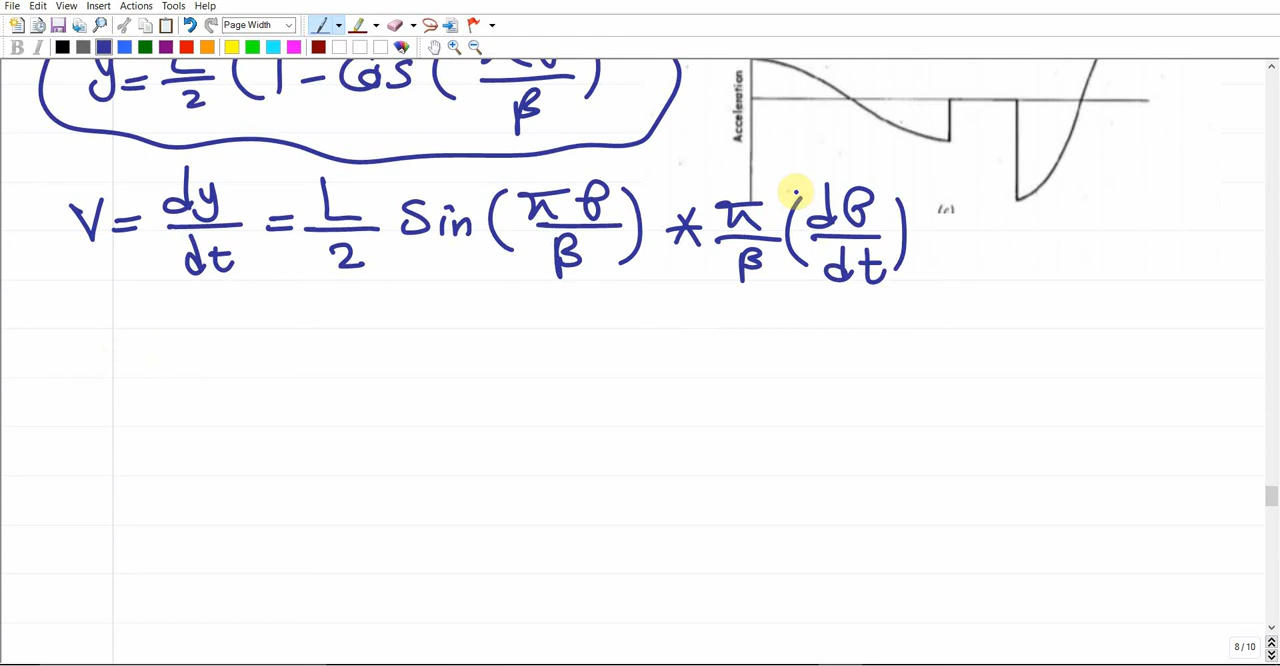 File Edit View Insert Actions Tools Help
Page Width
B I
y = L/2 (1 - Cos (πθ/β)
Acceleration
V = dy/dt = L/2 Sin (πθ/β) * π/β (dθ/dt)
(c)
8 / 10